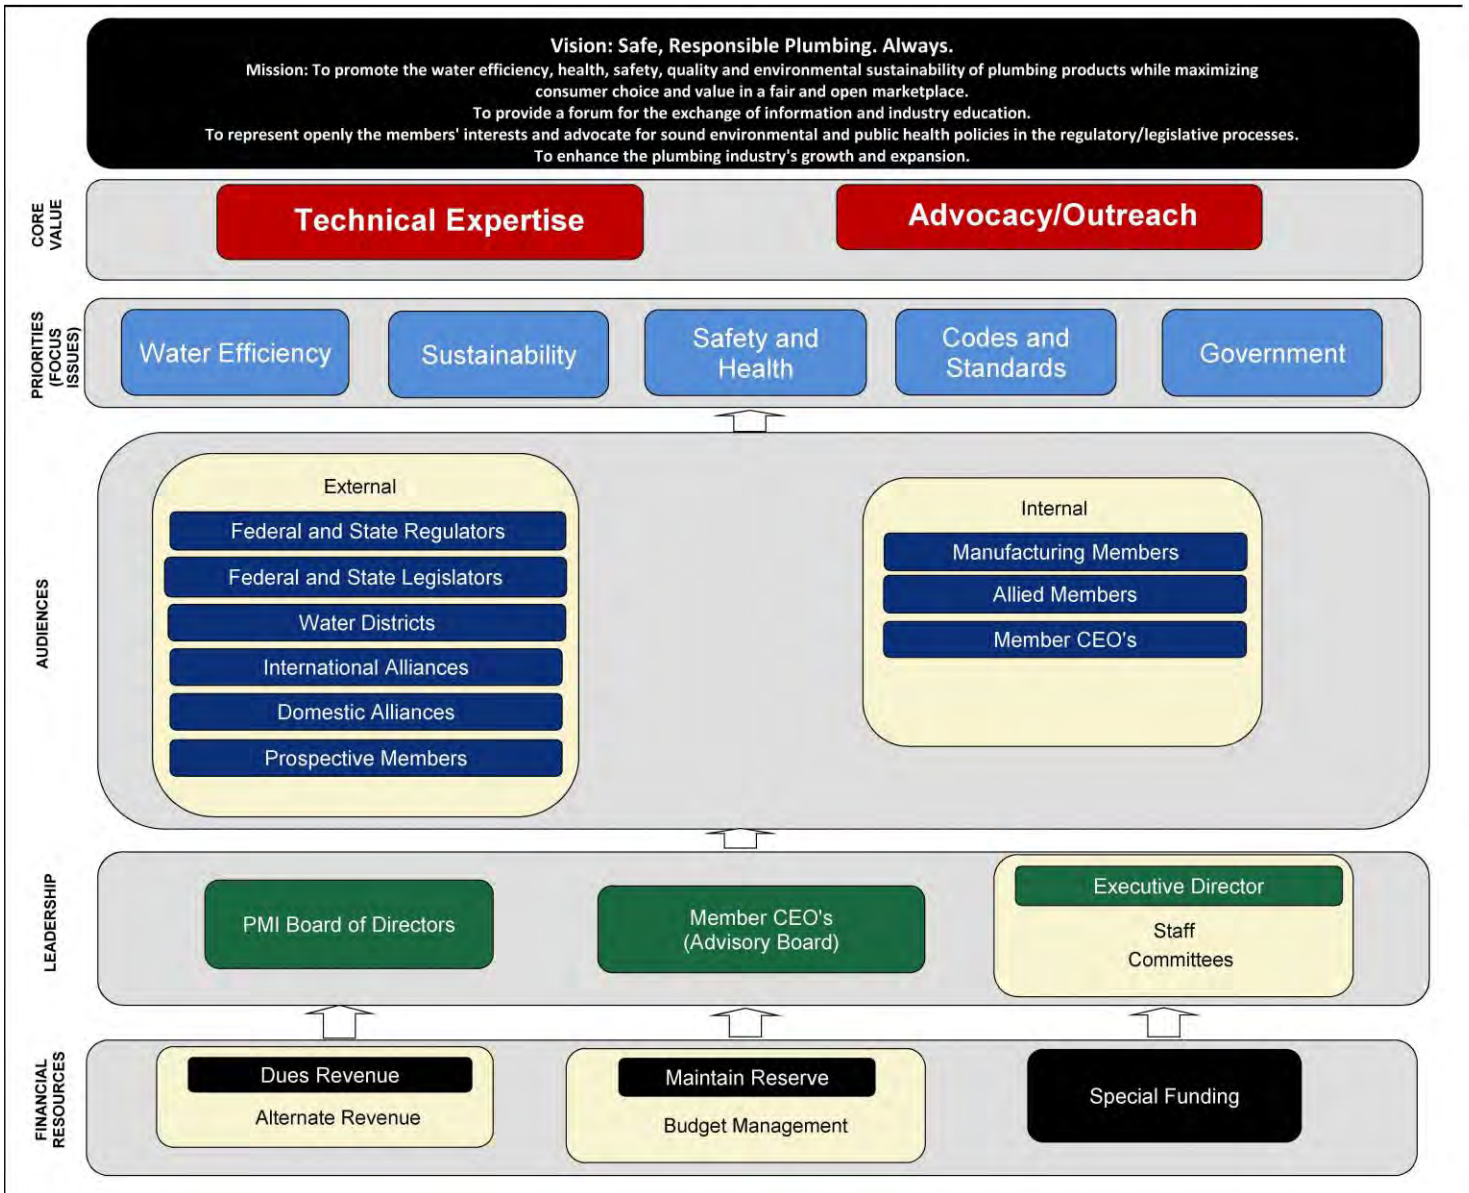 Vision: Safe, Responsible Plumbing. Always.
Mission: To promote the water efficiency, health, safety, quality and environmental sustainability of plumbing products while maximizing
consumer choice and value in a fair and open marketplace.
To provide a forum for the exchange of information and industry education.
To represent openly the members' interests and advocate for sound environmental and public health policies in the regulatory/legislative processes.
To enhance the plumbing industry's growth and expansion.
CORE
VALUE
Technical Expertise
Advocacy/Outreach
PRIORITIES
(FOCUS
ISSUES)
Water Efficiency
Sustainability
Safety and
Health
Codes and
Standards
Government
AUDIENCES
External
Federal and State Regulators
Federal and State Legislators
Water Districts
International Alliances
Domestic Alliances
Prospective Members
Internal
Manufacturing Members
Allied Members
Member CEO's
LEADERSHIP
PMI Board of Directors
Member CEO's
(Advisory Board)
Executive Director
Staff
Committees
FINANCIAL
RESOURCES
Dues Revenue
Alternate Revenue
Maintain Reserve
Budget Management
Special Funding